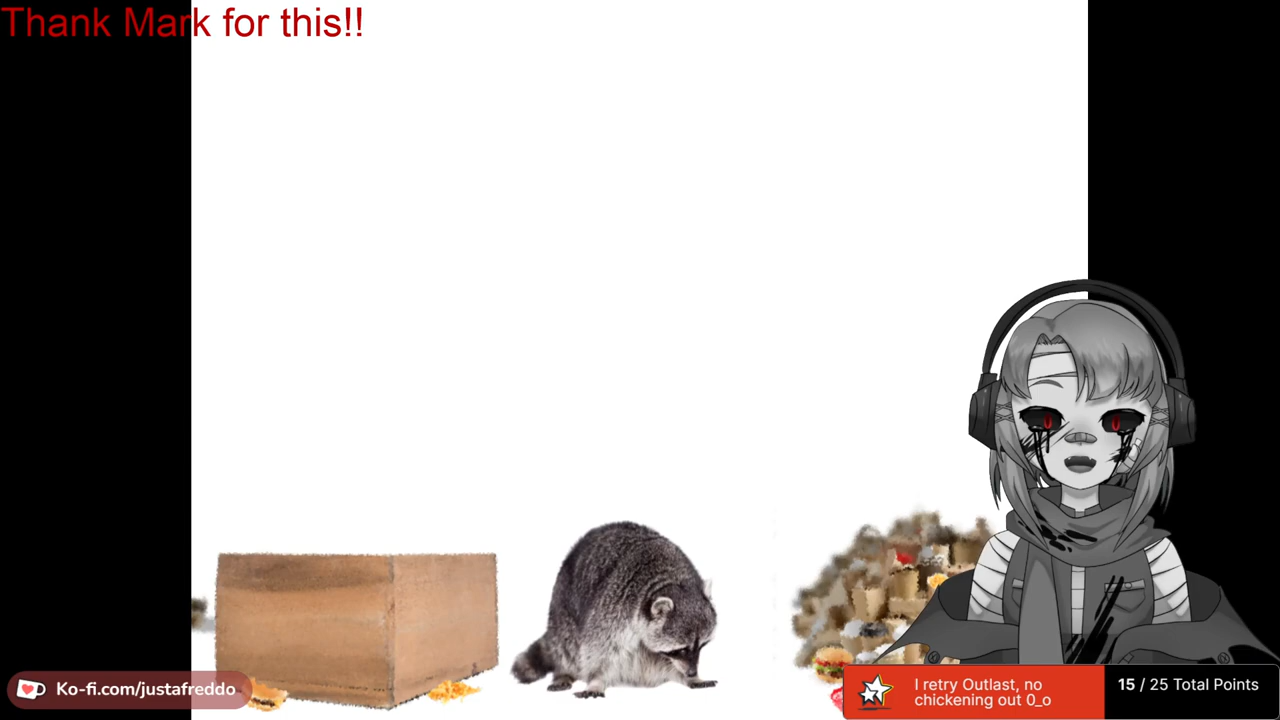 Thank Mark for this!!
Ko-fi.com/justafreddo
I retry Outlast, no
chickening out 0_o
15 / 25 Total Points